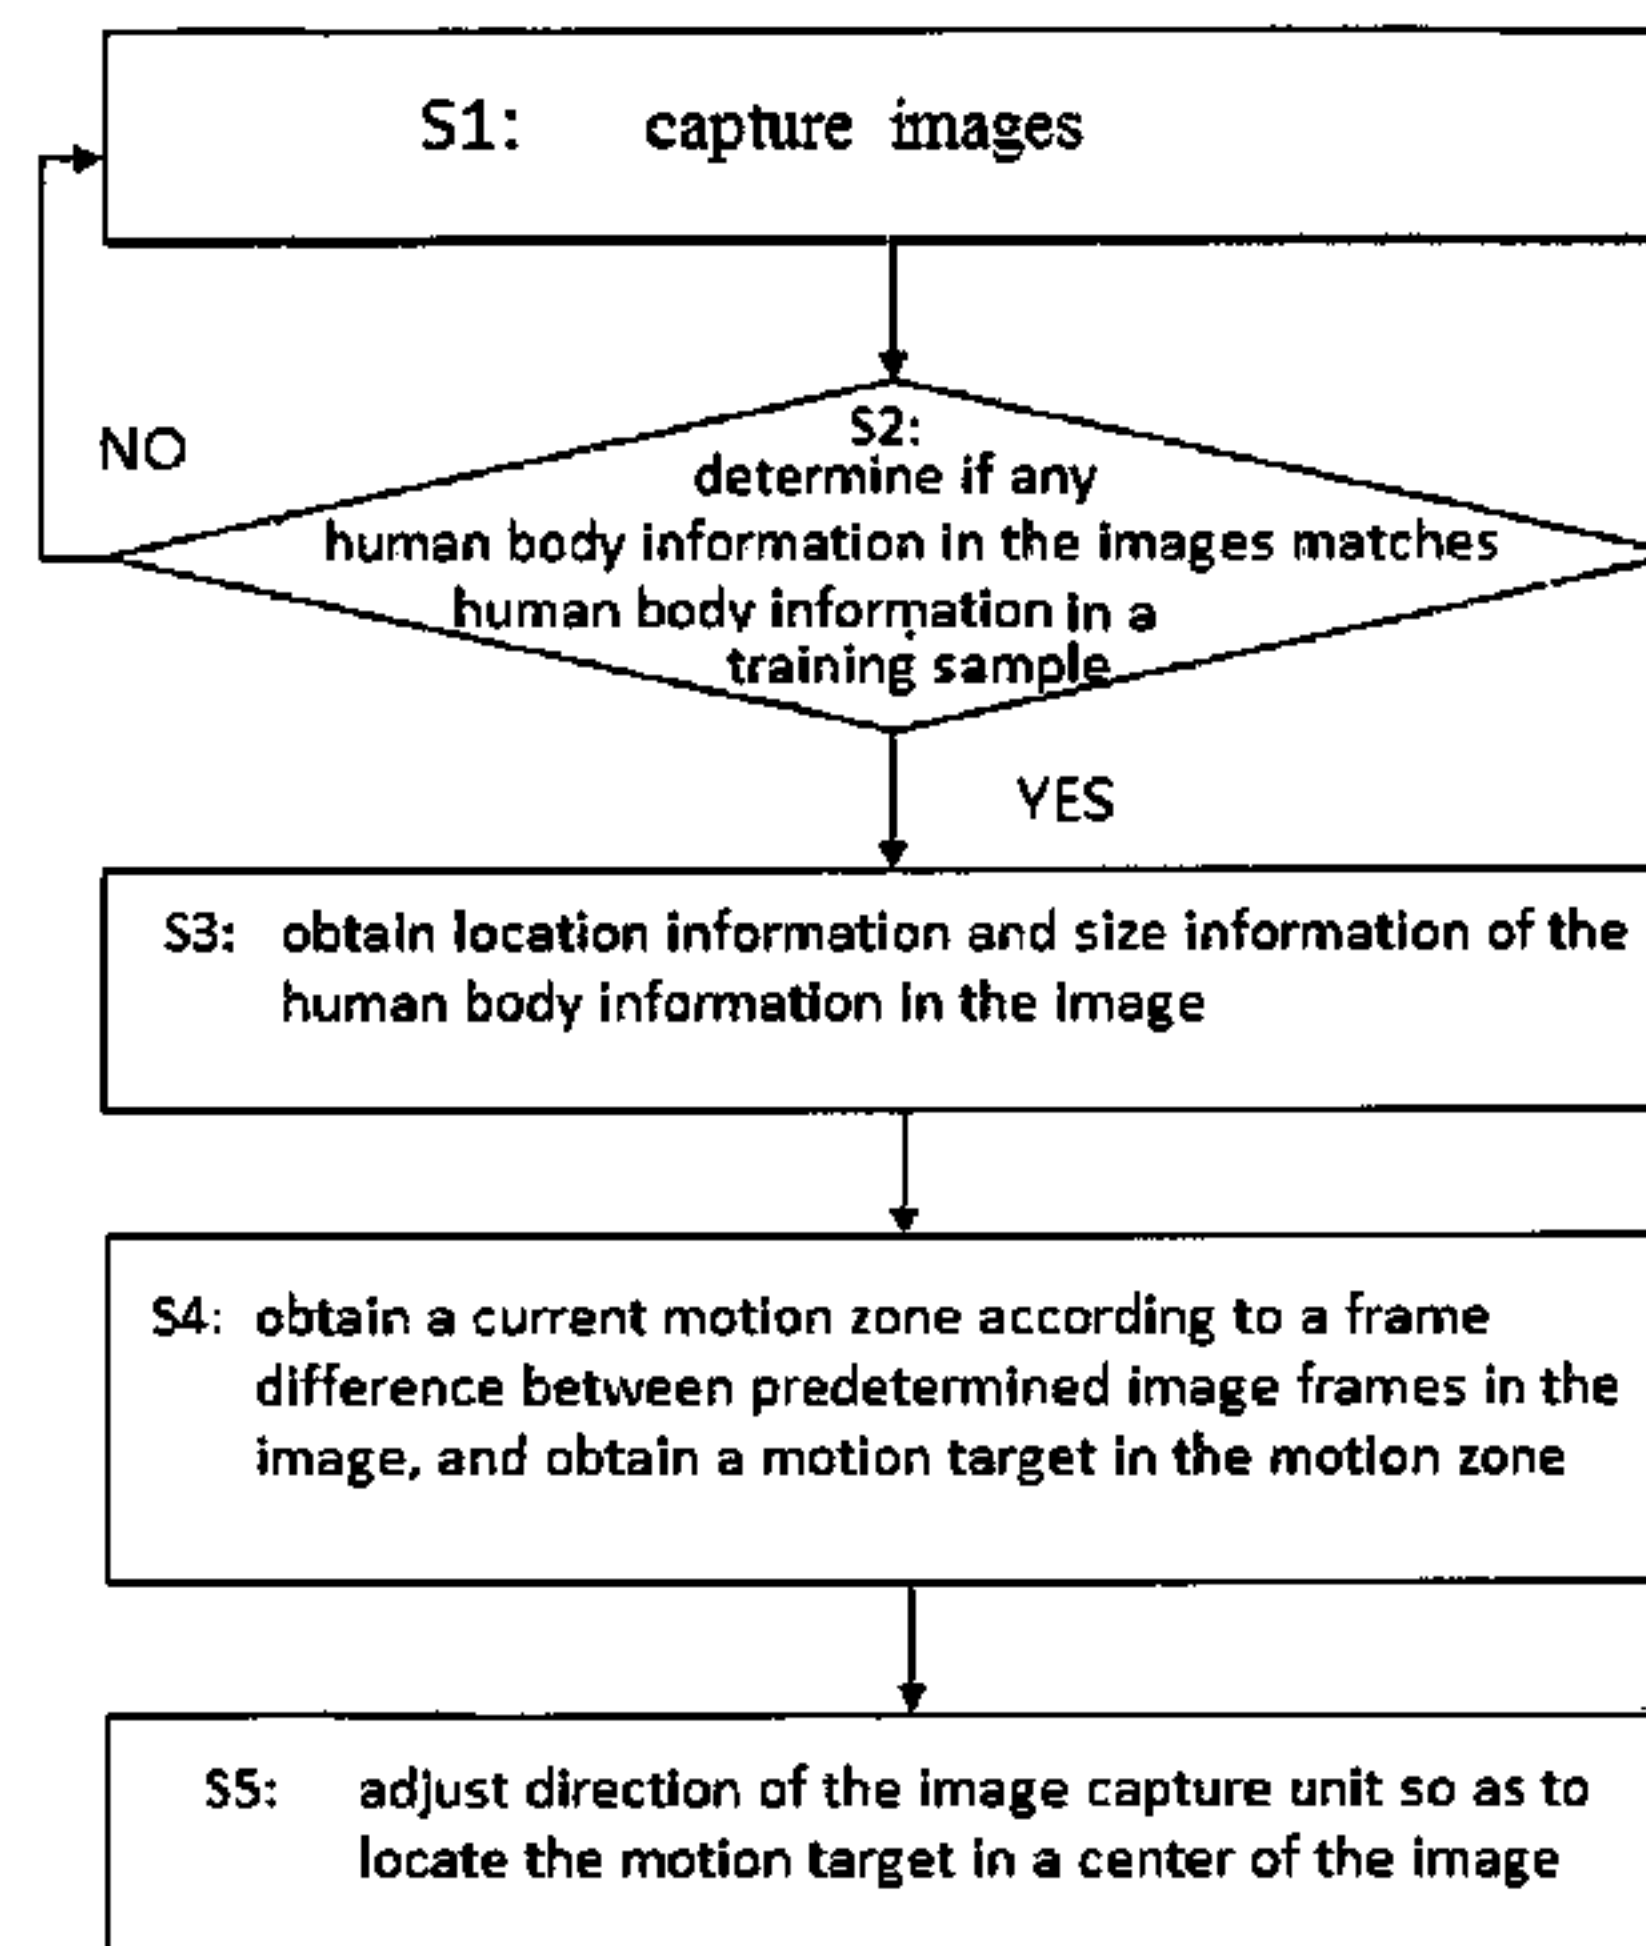 S1: capture images
NO
S2:
determine if any
human body information in the images matches
human body information in a
training sample
YES
S3: obtain location information and size information of the
human body information in the image
S4: obtain a current motion zone according to a frame
difference between predetermined image frames in the
image, and obtain a motion target in the motion zone
S5: adjust direction of the image capture unit so as to
locate the motion target in a center of the image